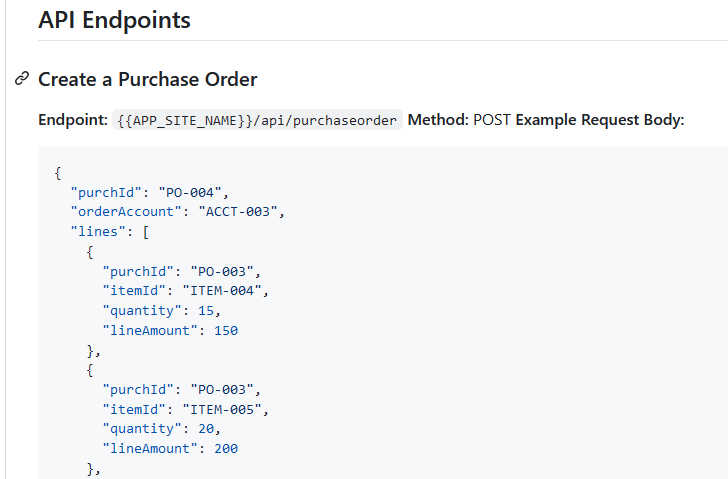 API Endpoints
Create a Purchase Order
Endpoint: {{APP_SITE_NAME}}/api/purchaseorder Method: POST Example Request Body:
{
  "purchId": "PO-004",
  "orderAccount": "ACCT-003",
  "lines": [
    {
      "purchId": "PO-003",
      "itemId": "ITEM-004",
      "quantity": 15,
      "lineAmount": 150
    },
    {
      "purchId": "PO-003",
      "itemId": "ITEM-005",
      "quantity": 20,
      "lineAmount": 200
    },